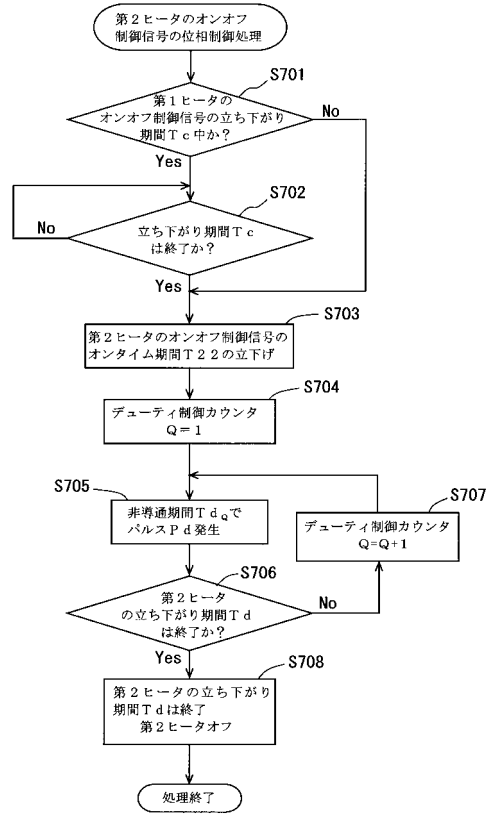 第2ヒータのオンオフ
制御信号の位相制御処理
S701
第1ヒータの
オンオフ制御信号の立ち下がり
期間Tc中か?
No
Yes
S702
立ち下がり期間Tc
は終了か?
No
Yes
S703
第2ヒータのオンオフ制御信号の
オンタイム期間T22の立下げ
S704
デューティ制御カウンタ
Q=1
S705
非導通期間TdQで
パルスPd発生
S707
デューティ制御カウンタ
Q=Q+1
S706
第2ヒータ
の立ち下がり期間Td
は終了か?
No
Yes
S708
第2ヒータの立ち下がり
期間Tdは終了
第2ヒータオフ
処理終了